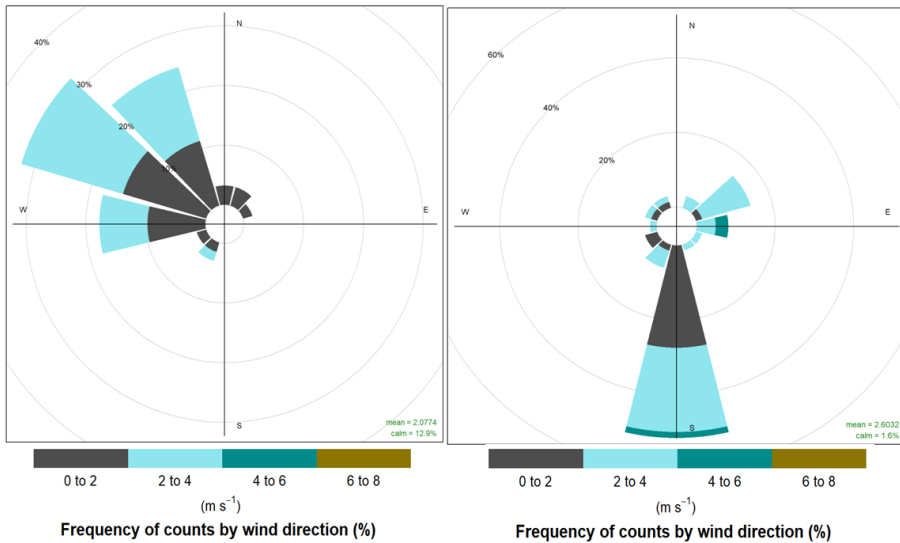 N
40%
30%
20%
10%
W
E
S
mean = 2.0774
calm = 12.9%
0 to 2
2 to 4
4 to 6
6 to 8
(m s⁻¹)
Frequency of counts by wind direction (%)
N
60%
40%
20%
W
E
S
mean = 2.6032
calm = 1.6%
0 to 2
2 to 4
4 to 6
6 to 8
(m s⁻¹)
Frequency of counts by wind direction (%)